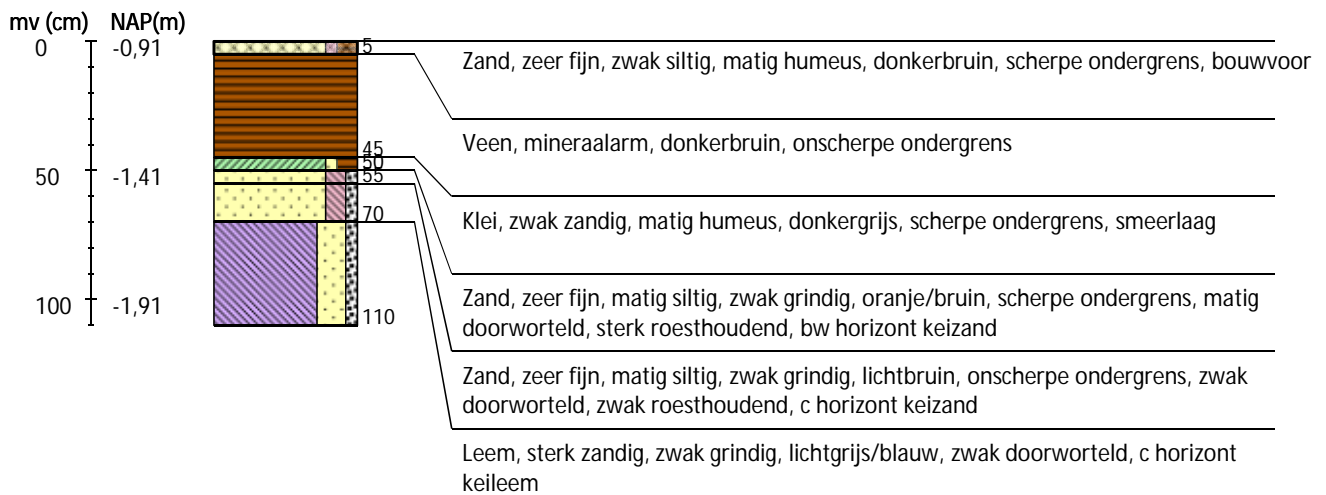 mv (cm) NAP(m)
0 -0,91
5
Zand, zeer fijn, zwak siltig, matig humeus, donkerbruin, scherpe ondergrens, bouwvoor
Veen, mineraalarm, donkerbruin, onscherpe ondergrens
45
50
50 -1,41
55
70
Klei, zwak zandig, matig humeus, donkergrijs, scherpe ondergrens, smeerlaag
Zand, zeer fijn, matig siltig, zwak grindig, oranje/bruin, scherpe ondergrens, matig
doorworteld, sterk roesthoudend, bw horizont keizand
100 -1,91
110
Zand, zeer fijn, matig siltig, zwak grindig, lichtbruin, onscherpe ondergrens, zwak
doorworteld, zwak roesthoudend, c horizont keizand
Leem, sterk zandig, zwak grindig, lichtgrijs/blauw, zwak doorworteld, c horizont
keileem